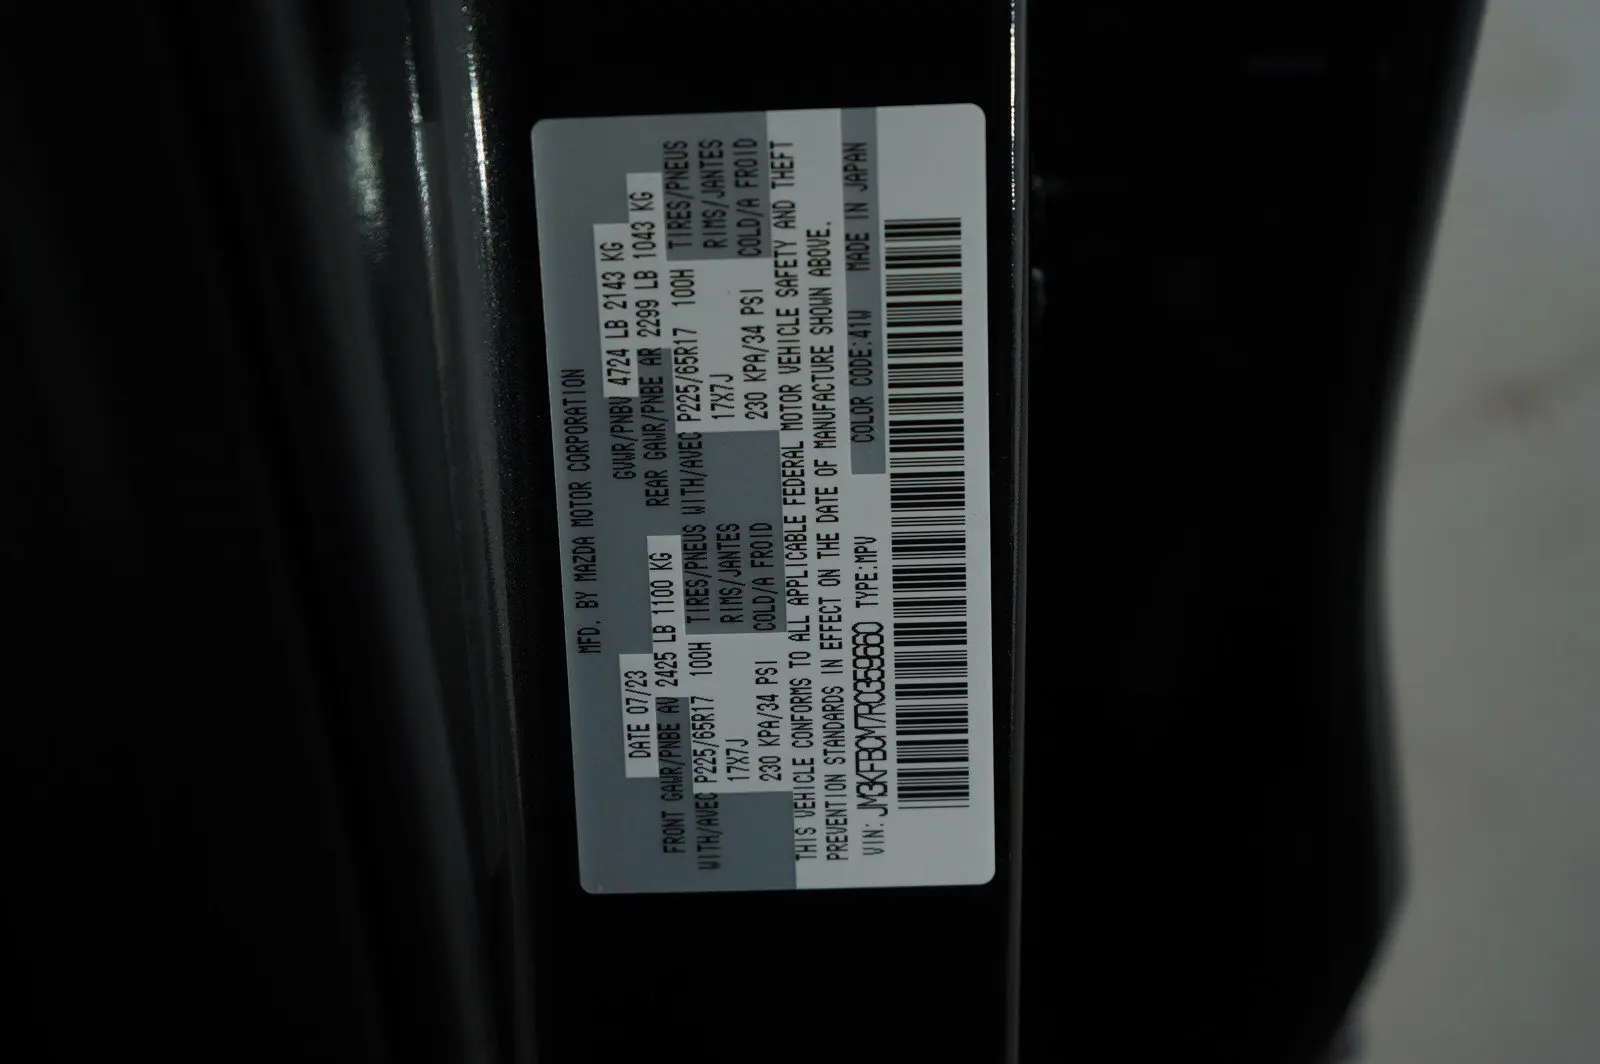 MFD. BY MAZDA MOTOR CORPORATION
DATE 07/23 GVWR/PNBV 4724 LB 2143 KG
FRONT GAWR/PNBE AV 2425 LB 1100 KG REAR GAWR/PNBE AR 2299 LB 1043 KG
WITH/AVEC P225/65R17 100H TIRES/PNEUS WITH/AVEC P225/65R17 100H TIRES/PNEUS
17X7J RIMS/JANTES 17X7J RIMS/JANTES
230 KPA/34 PSI COLD/A FROID 230 KPA/34 PSI COLD/A FROID
THIS VEHICLE CONFORMS TO ALL APPLICABLE FEDERAL MOTOR VEHICLE SAFETY AND THEFT
PREVENTION STANDARDS IN EFFECT ON THE DATE OF MANUFACTURE SHOWN ABOVE.
VIN: JM3KFBCM7R0359660 TYPE:MPV COLOR CODE:41W MADE IN JAPAN